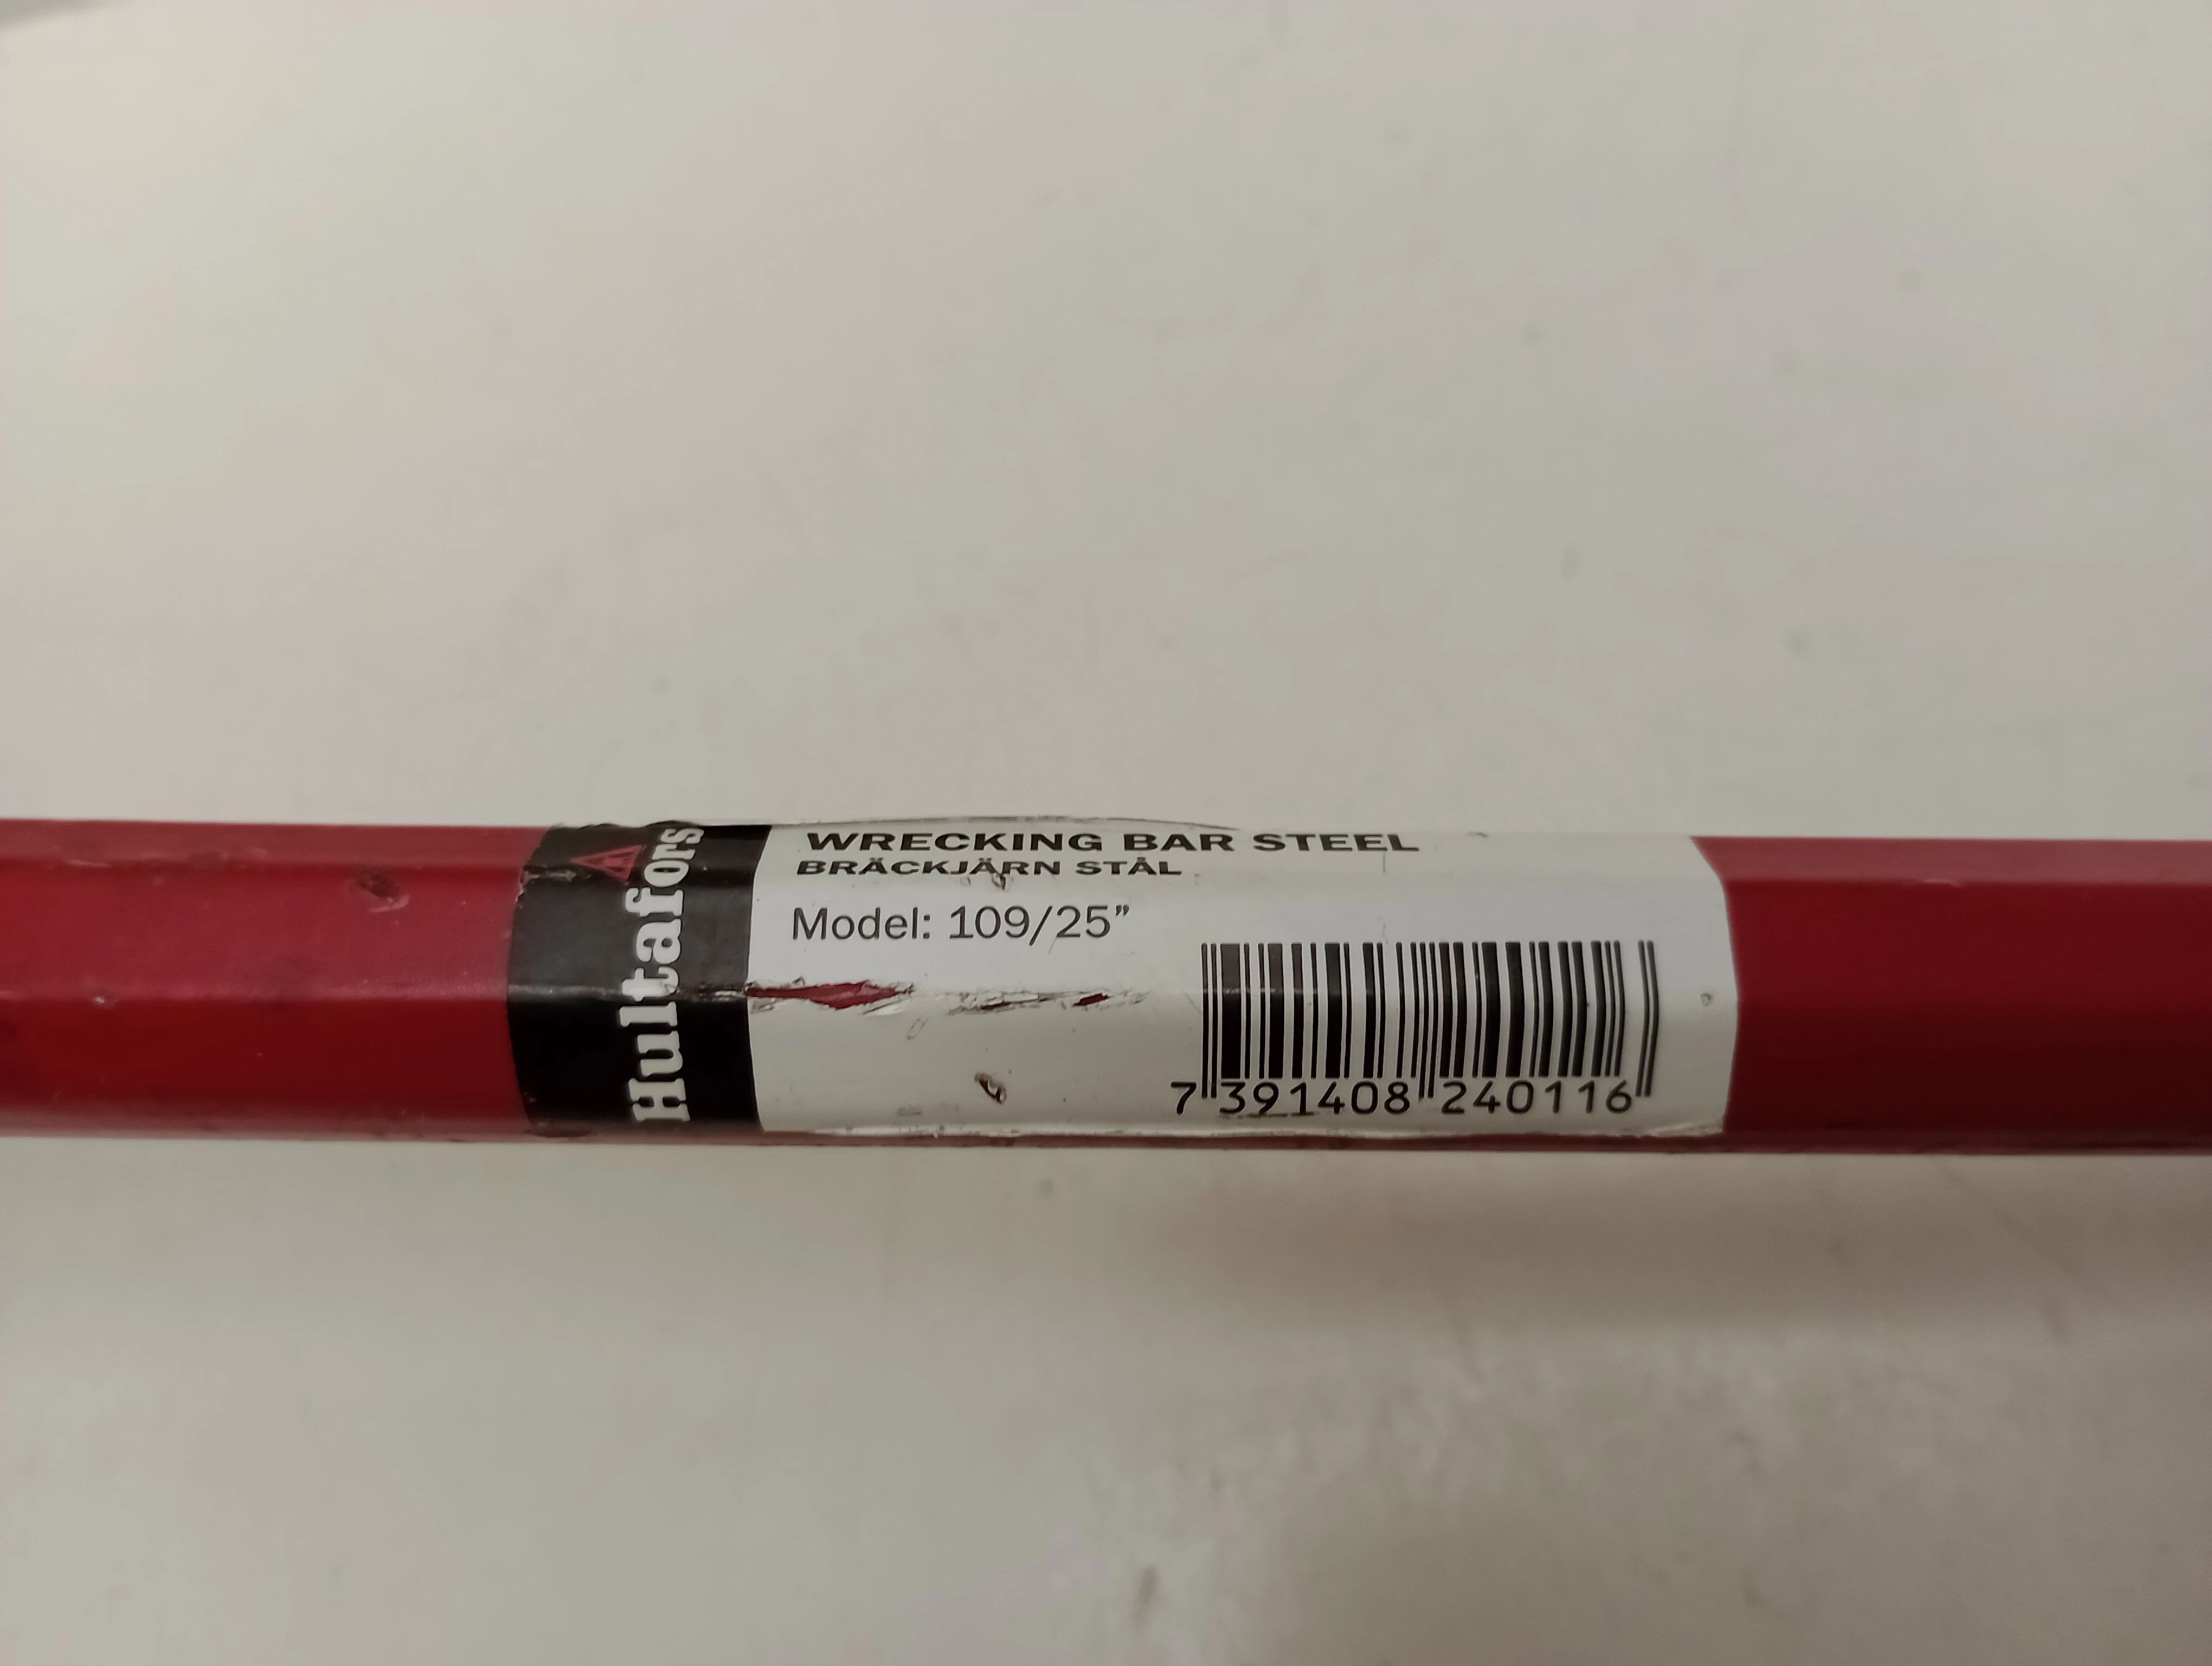 Hultafors
WRECKING BAR STEEL
BRÄCKJÄRN STÅL
Model: 109/25”
7 391408 240116